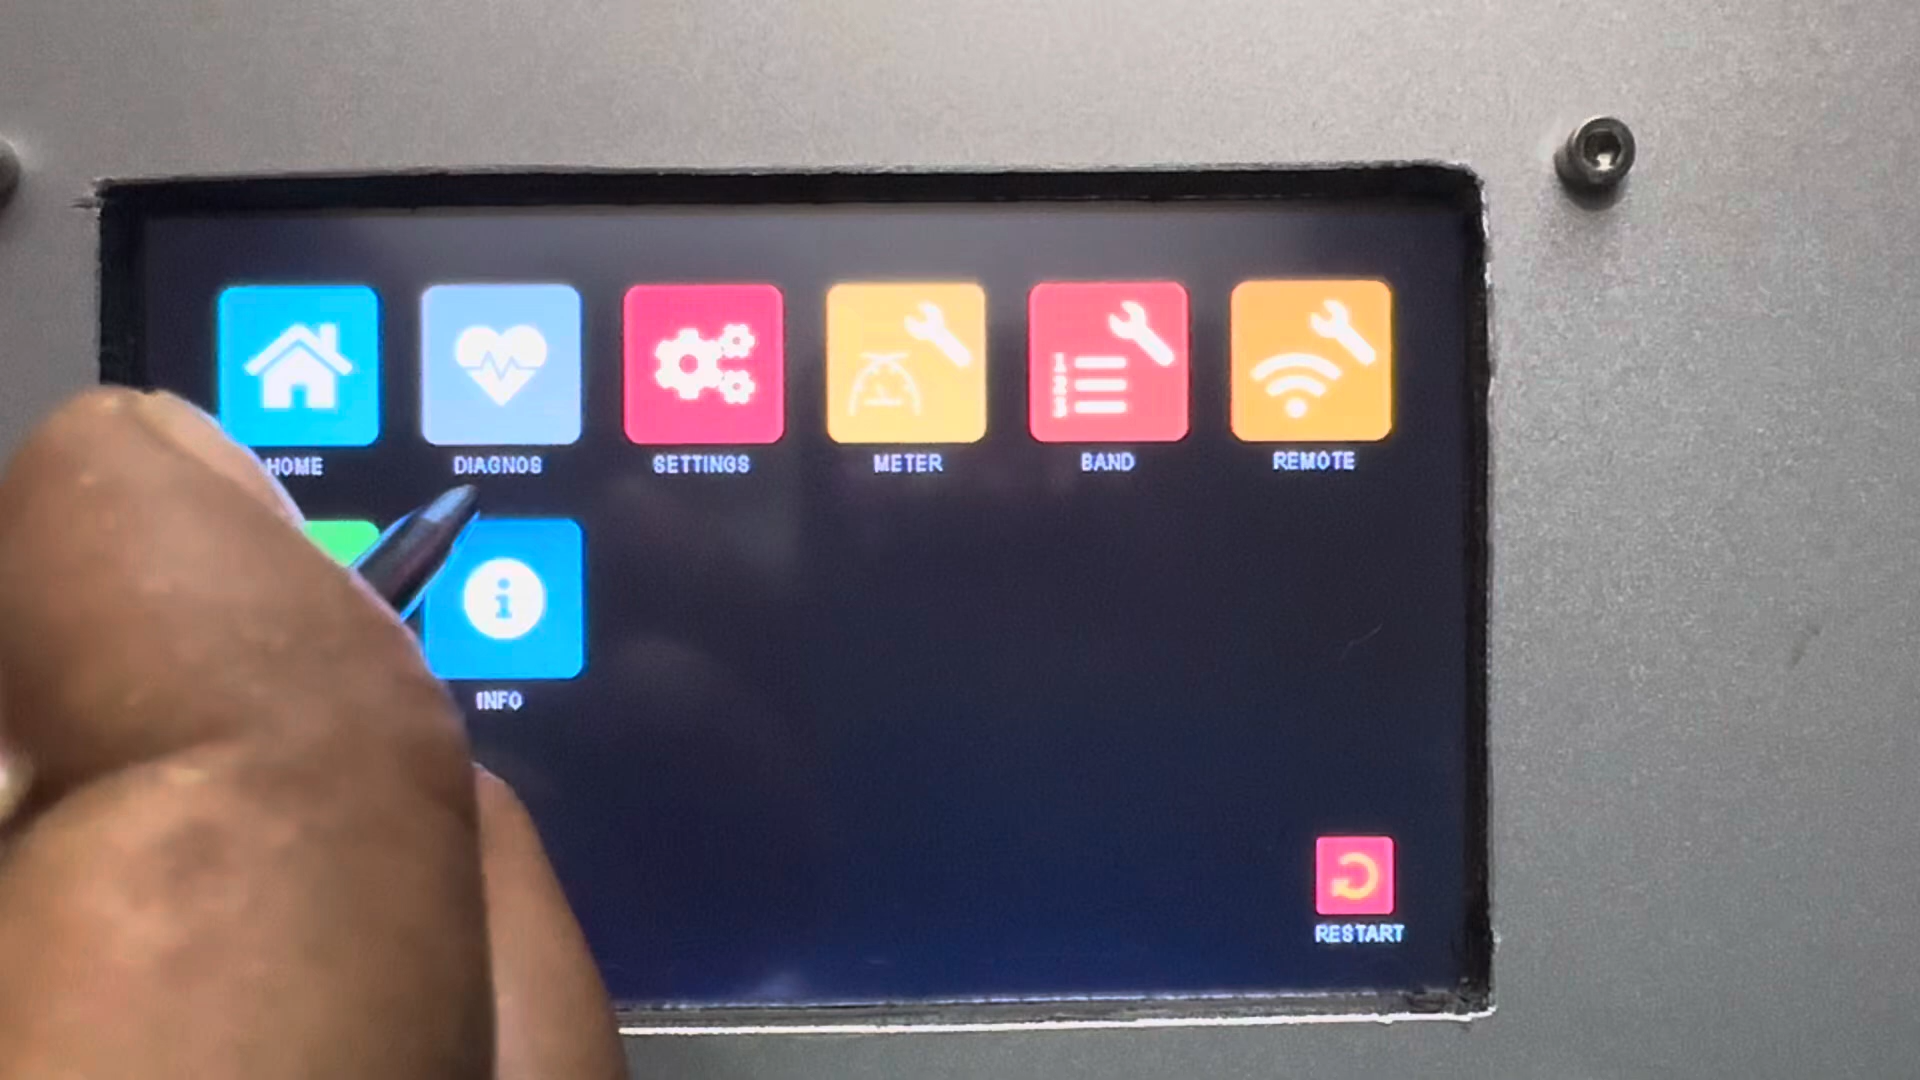 HOME DIAGNOS SETTINGS METER BAND REMOTE
INFO
RESTART